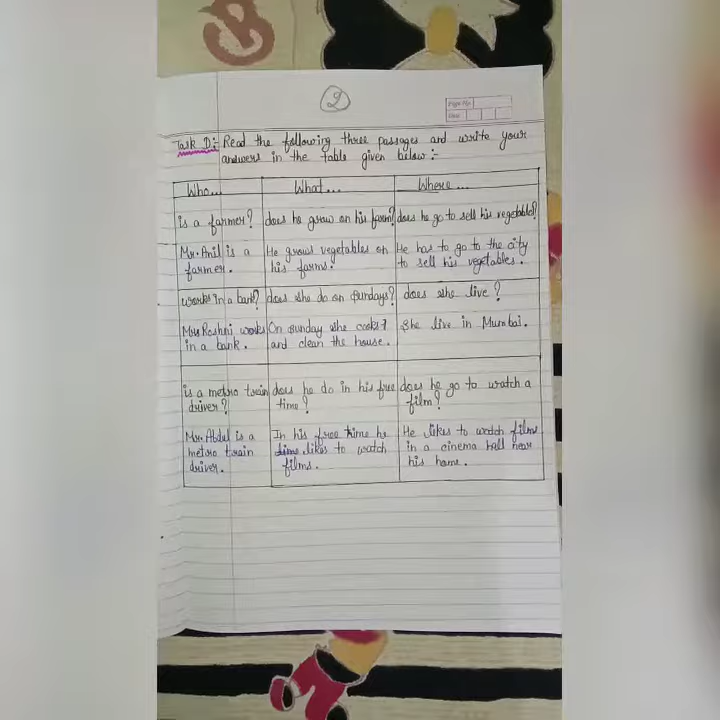 2
Page No.
Date
Task D:- Read the following three passages and write your
answers in the table given below :-
Who... What... Where...
is a farmer? does he grow on his farm? does he go to sell his vegetable?
Mr. Anil is a He grows vegetables on He has to go to the city
farmer. his farms. to sell his vegetables.
works in a bank? does she do on Sundays? does she live?
Mrs Roshni works On Sunday she cooks & She live in Mumbai.
in a bank. and clean the house.
is a metro train does he do in his free does he go to watch a
driver? time? film?
Mr. Abdul is a In his free time he He likes to watch films
metro train likes to watch in a cinema hall near
driver. films. his home.